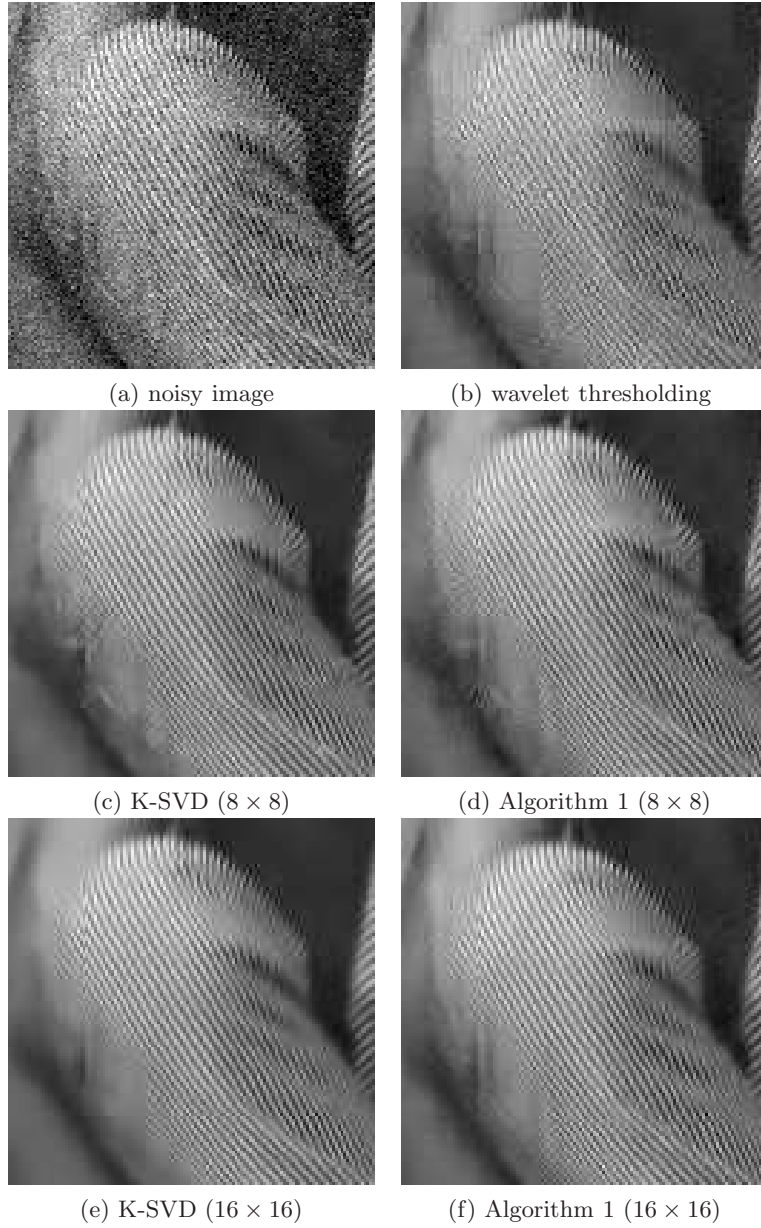 (a) noisy image
(b) wavelet thresholding
(c) K-SVD (8 × 8)
(d) Algorithm 1 (8 × 8)
(e) K-SVD (16 × 16)
(f) Algorithm 1 (16 × 16)